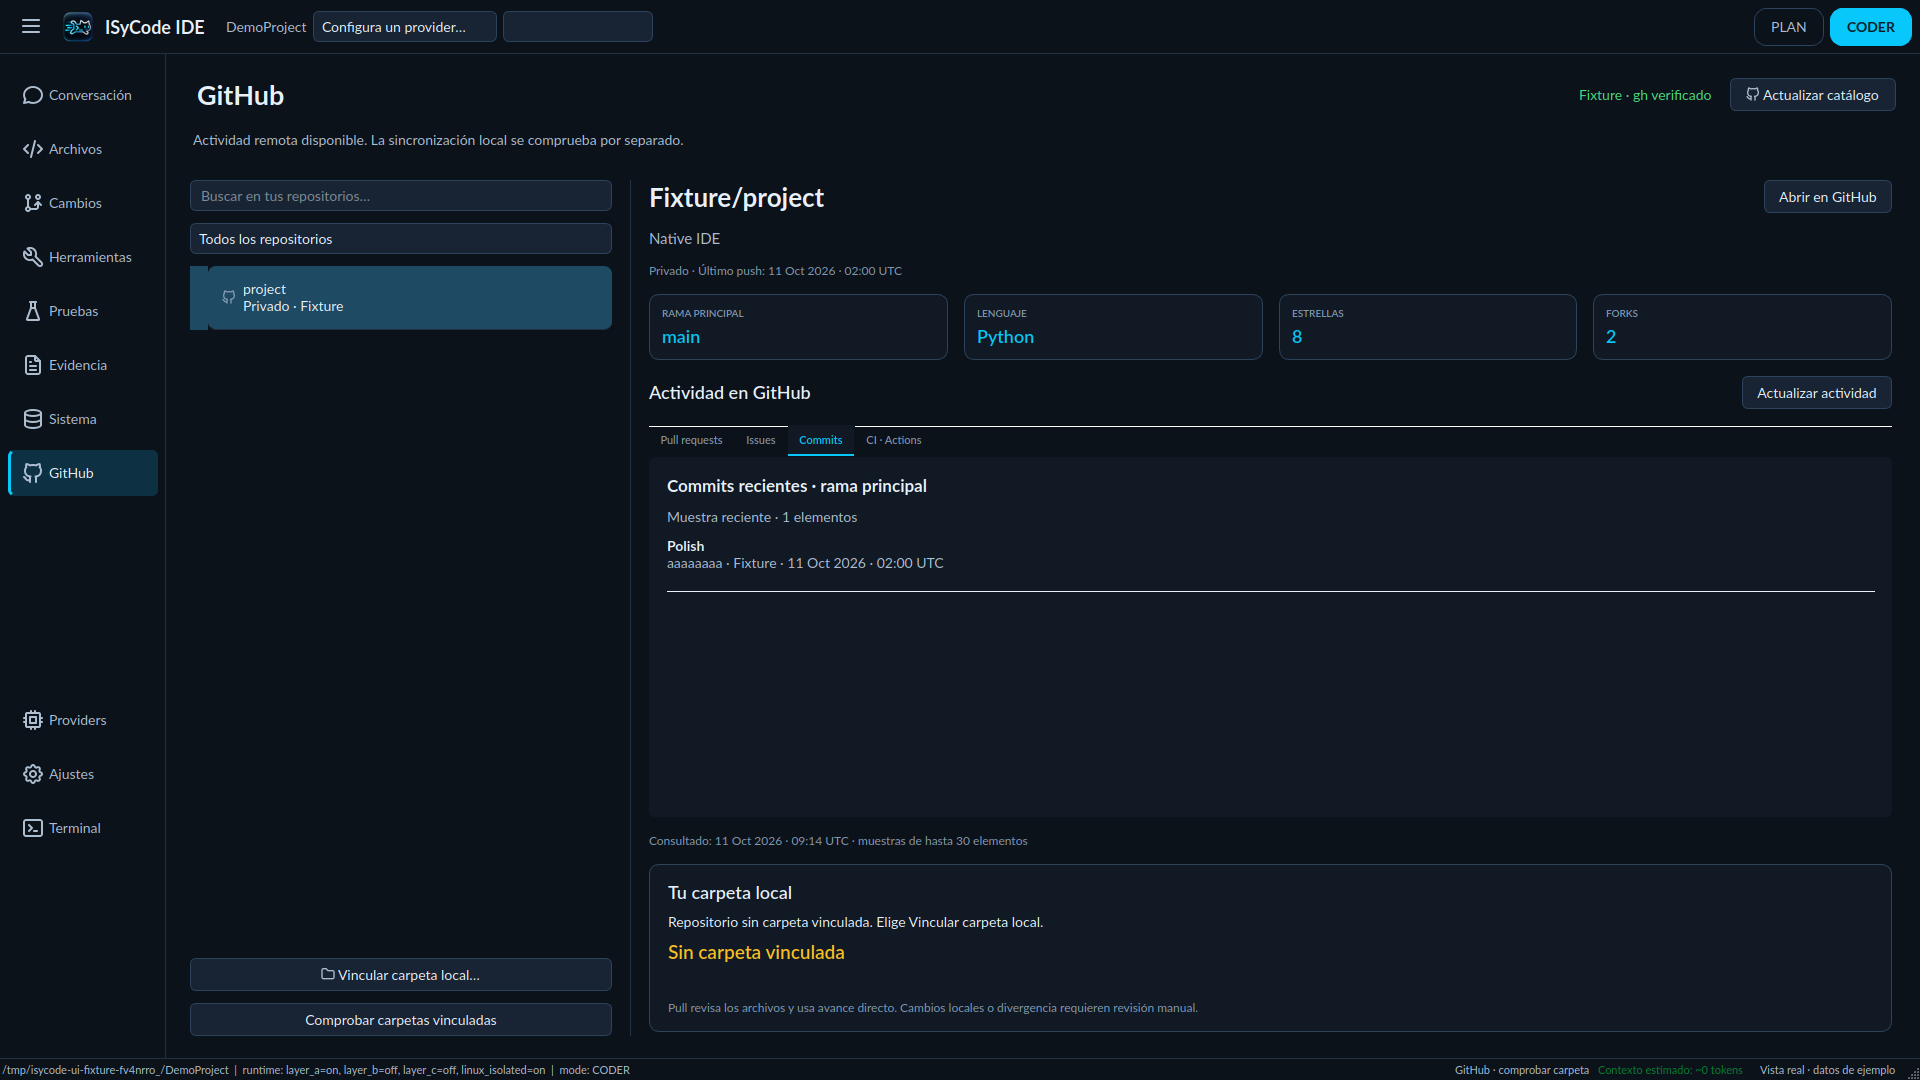 ISyCode IDE
DemoProject
Configura un provider...
PLAN
CODER
Conversación
Archivos
Cambios
Herramientas
Pruebas
Evidencia
Sistema
GitHub
Providers
Ajustes
Terminal
GitHub
Fixture · gh verificado
Actualizar catálogo
Actividad remota disponible. La sincronización local se comprueba por separado.
Buscar en tus repositorios...
Todos los repositorios
project
Privado · Fixture
Vincular carpeta local...
Comprobar carpetas vinculadas
Fixture/project
Abrir en GitHub
Native IDE
Privado · Último push: 11 Oct 2026 · 02:00 UTC
RAMA PRINCIPAL
main
LENGUAJE
Python
ESTRELLAS
8
FORKS
2
Actividad en GitHub
Actualizar actividad
Pull requests
Issues
Commits
CI · Actions
Commits recientes · rama principal
Muestra reciente · 1 elementos
Polish
aaaaaaaa · Fixture · 11 Oct 2026 · 02:00 UTC
Consultado: 11 Oct 2026 · 09:14 UTC · muestras de hasta 30 elementos
Tu carpeta local
Repositorio sin carpeta vinculada. Elige Vincular carpeta local.
Sin carpeta vinculada
Pull revisa los archivos y usa avance directo. Cambios locales o divergencia requieren revisión manual.
/tmp/isycode-ui-fixture-fv4nrro_/DemoProject | runtime: layer_a=on, layer_b=off, layer_c=off, linux_isolated=on | mode: CODER
GitHub · comprobar carpeta
Contexto estimado: ~0 tokens
Vista real · datos de ejemplo